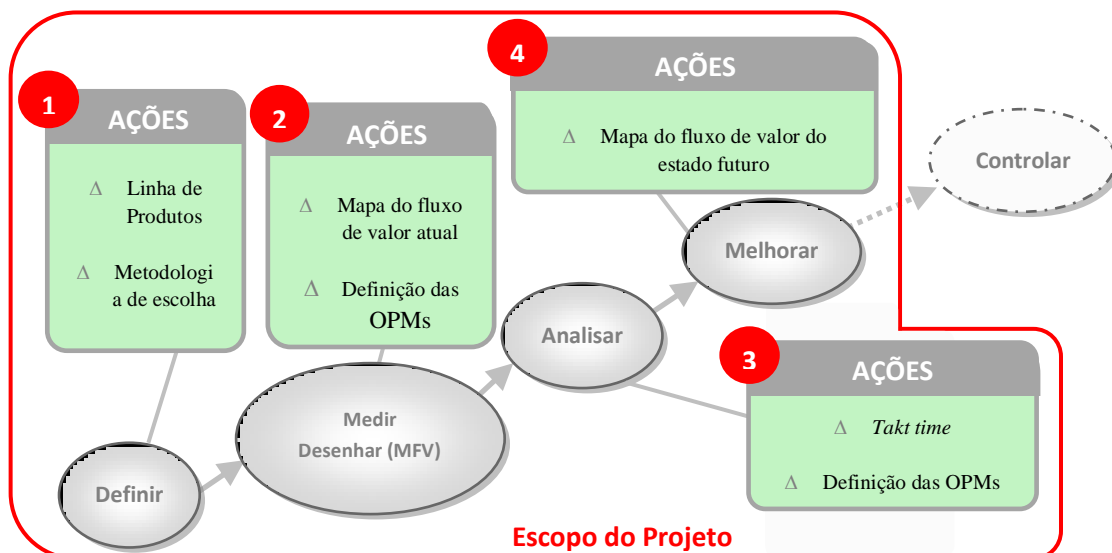 1
AÇÕES
Δ Linha de
Produtos
Δ Metodologi
a de escolha
2
AÇÕES
Δ Mapa do fluxo
de valor atual
Δ Definição das
OPMs
4
AÇÕES
Δ Mapa do fluxo de valor do
estado futuro
Controlar
Melhorar
Analisar
3
AÇÕES
Δ Takt time
Δ Definição das OPMs
Medir
Desenhar (MFV)
Definir
Escopo do Projeto